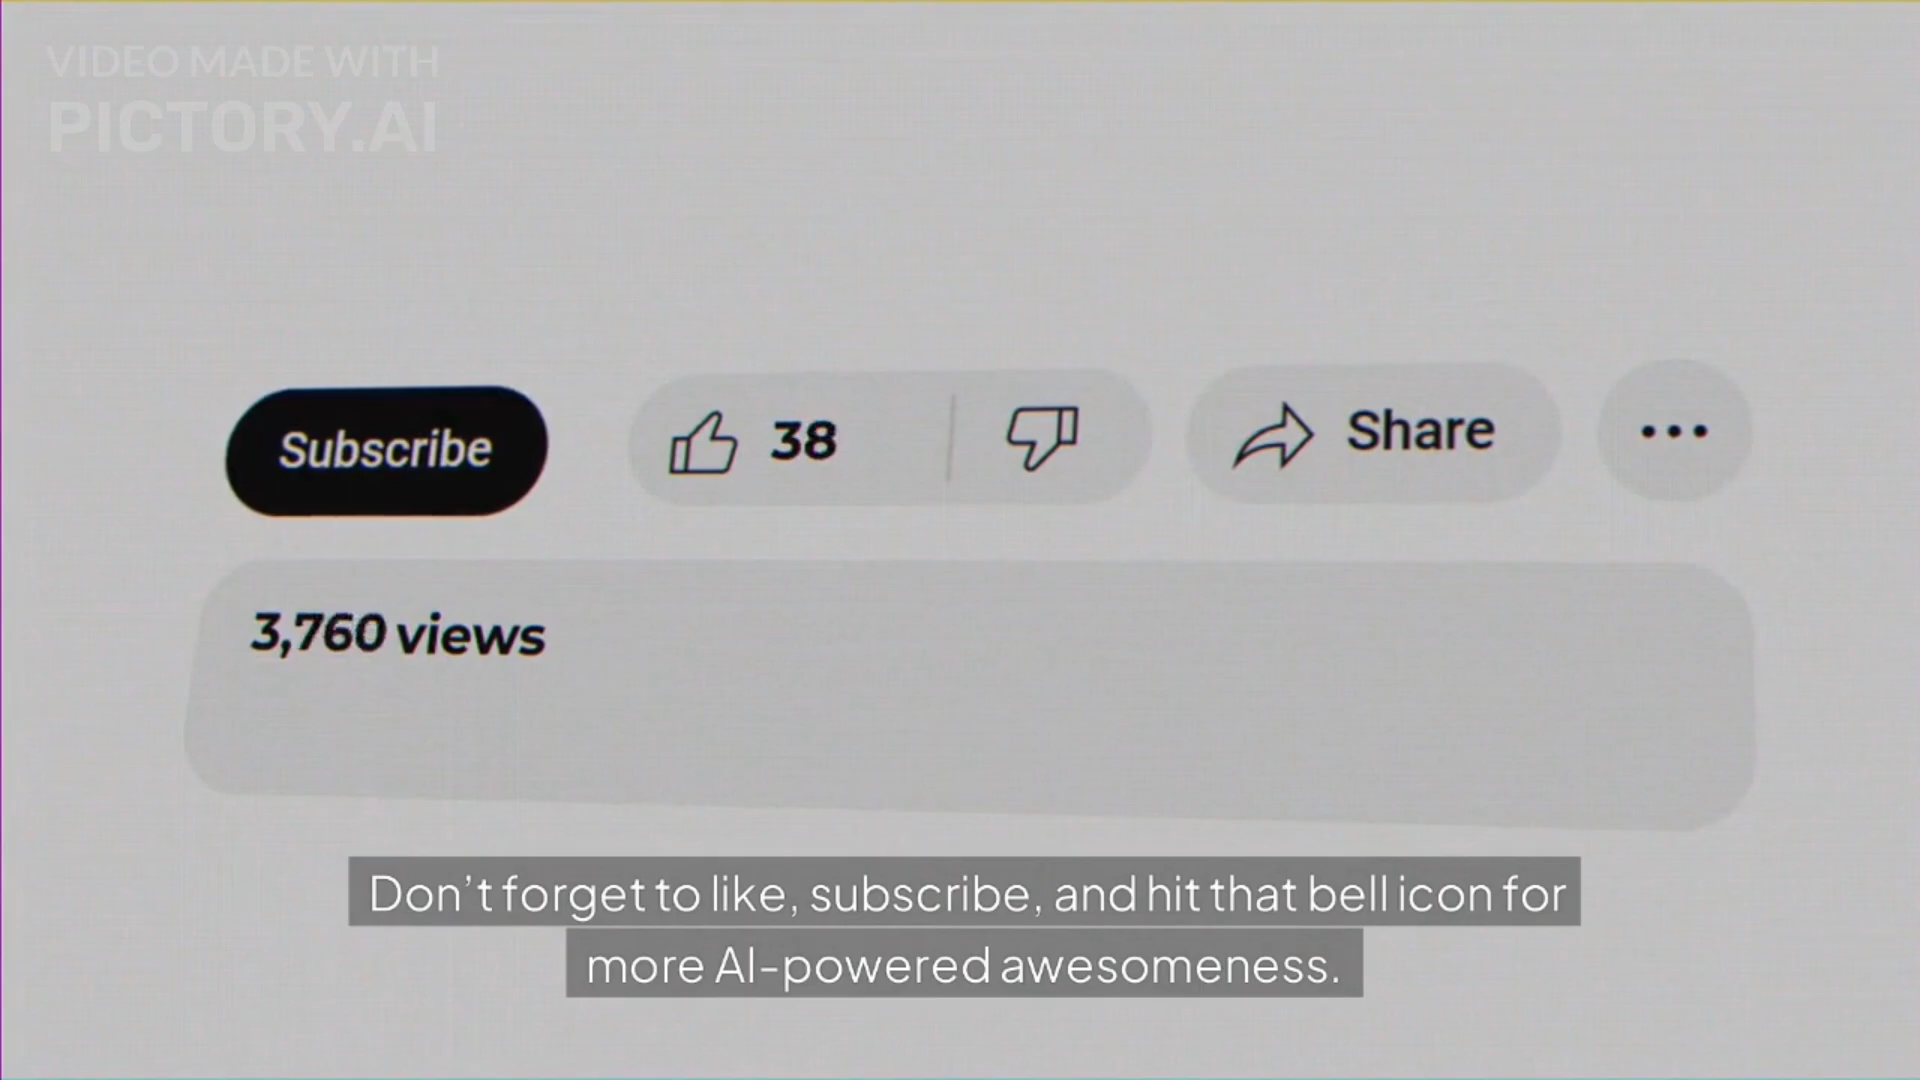 VIDEO MADE WITH
PICTORY.AI
Subscribe
38
Share
3,760 views
Don’t forget to like, subscribe, and hit that bell icon for
more AI-powered awesomeness.